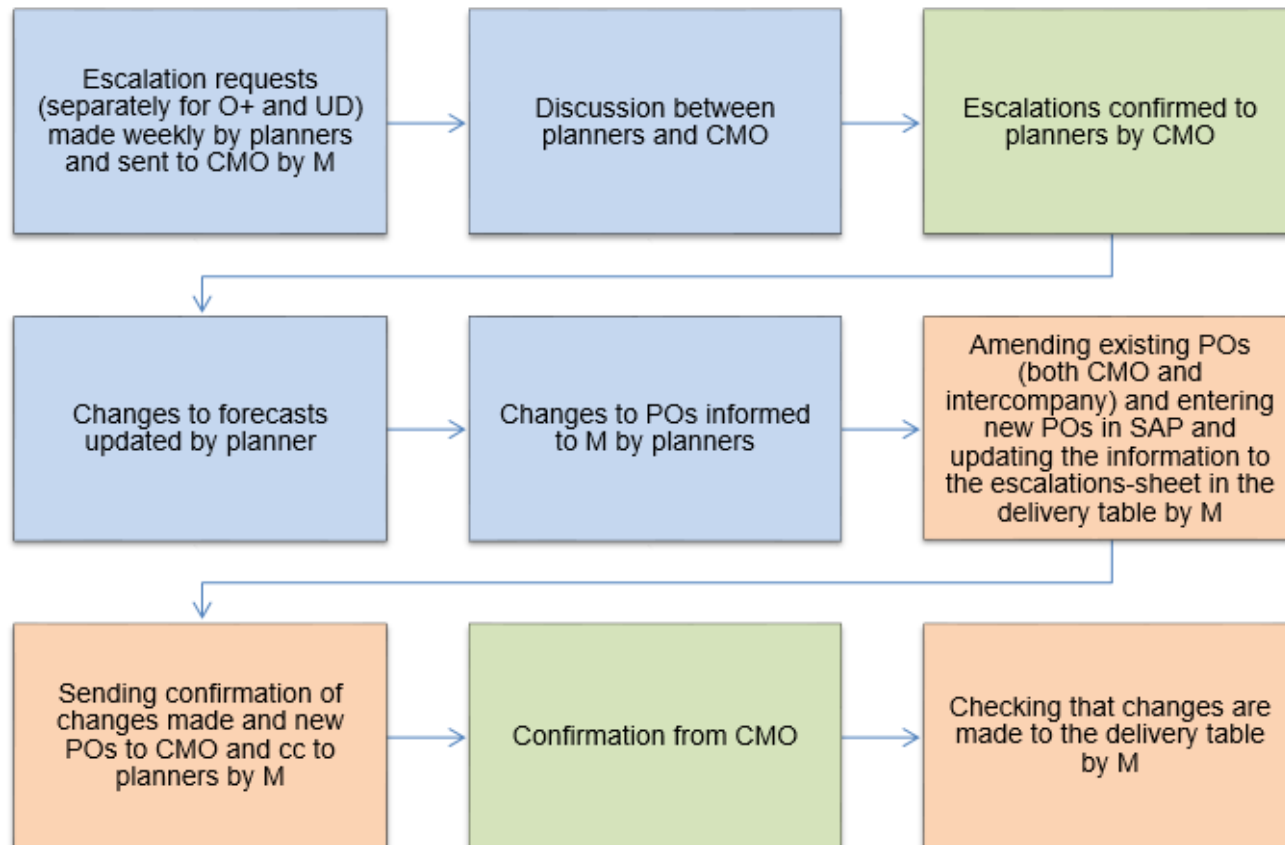 Escalation requests
(separately for O+ and UD)
made weekly by planners
and sent to CMO by M
Discussion between
planners and CMO
Escalations confirmed to
planners by CMO
Changes to forecasts
updated by planner
Changes to POs informed
to M by planners
Amending existing POs
(both CMO and
intercompany) and entering
new POs in SAP and
updating the information to
the escalations-sheet in the
delivery table by M
Sending confirmation of
changes made and new
POs to CMO and cc to
planners by M
Confirmation from CMO
Checking that changes are
made to the delivery table
by M